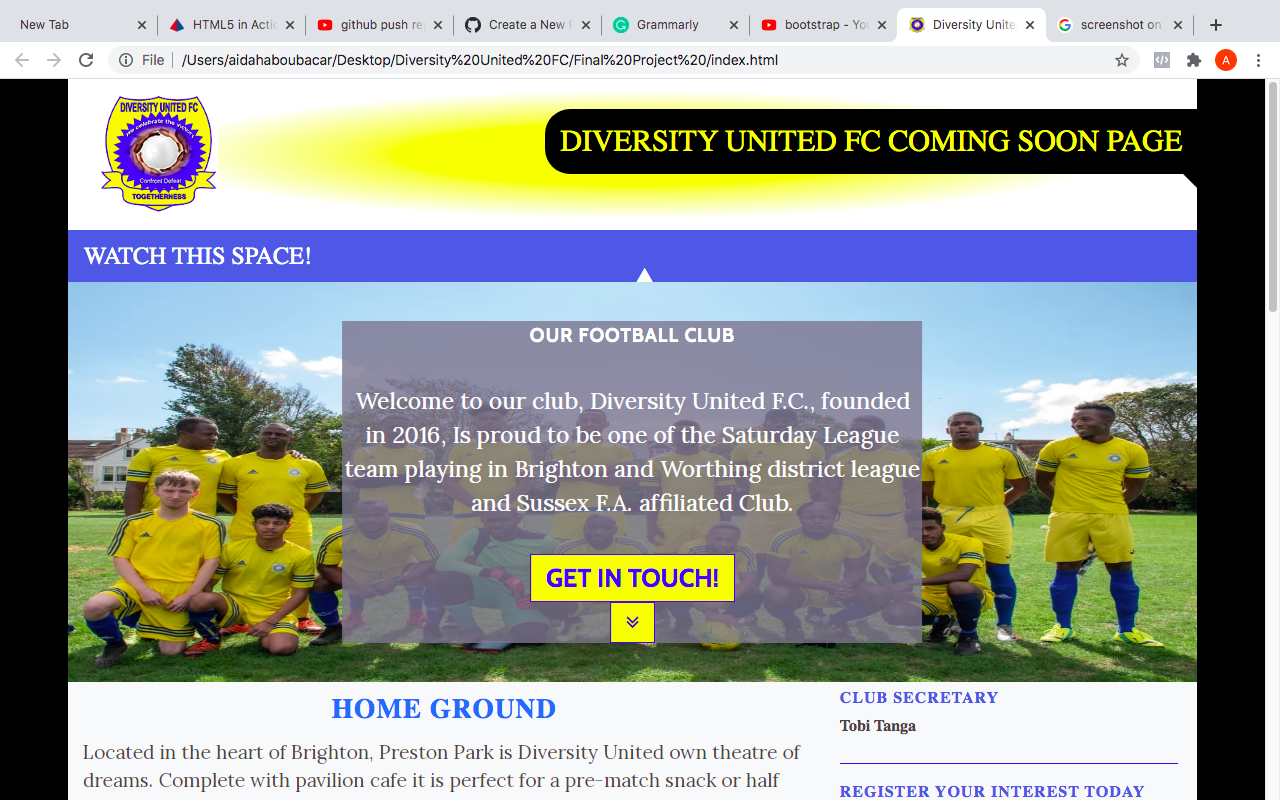 New Tab
HTML5 in Actic
github push rep
Create a New R
Grammarly
bootstrap - Yo
Diversity Unite
screenshot on
File
/Users/aidahaboubacar/Desktop/Diversity%20United%20FC/Final%20Project%20/index.html
A
DIVERSITY UNITED FC
We celebrate the Victory
Confront Defeat
TOGETHERNESS
DIVERSITY UNITED FC COMING SOON PAGE
WATCH THIS SPACE!
OUR FOOTBALL CLUB
Welcome to our club, Diversity United F.C., founded
in 2016, Is proud to be one of the Saturday League
team playing in Brighton and Worthing district league
and Sussex F.A. affiliated Club.
GET IN TOUCH!
HOME GROUND
Located in the heart of Brighton, Preston Park is Diversity United own theatre of
dreams. Complete with pavilion cafe it is perfect for a pre-match snack or half
CLUB SECRETARY
Tobi Tanga
REGISTER YOUR INTEREST TODAY